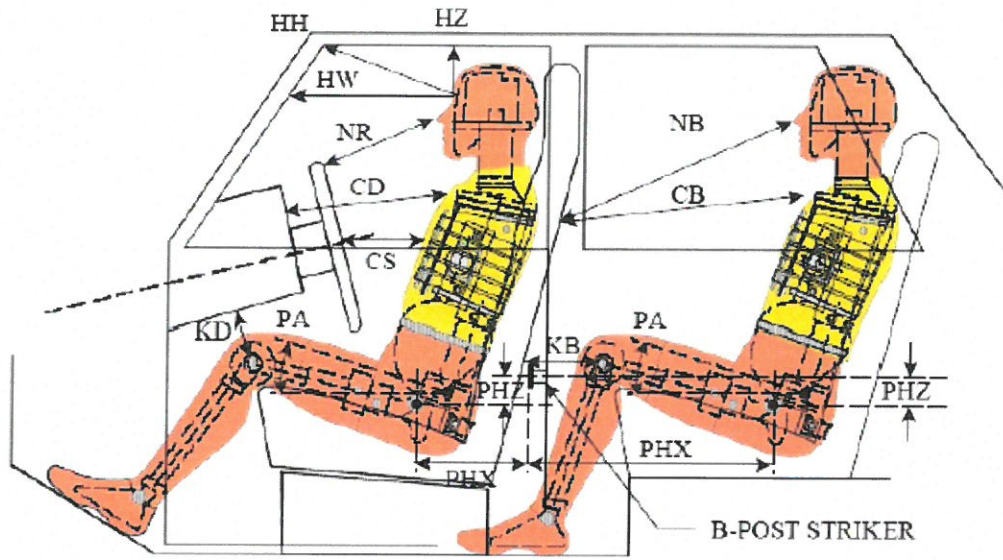 HH
HZ
HW
NR
NB
CD
CB
CS
KD
PA
KB
PA
PHZ
PHZ
PHX
PHX
B-POST STRIKER